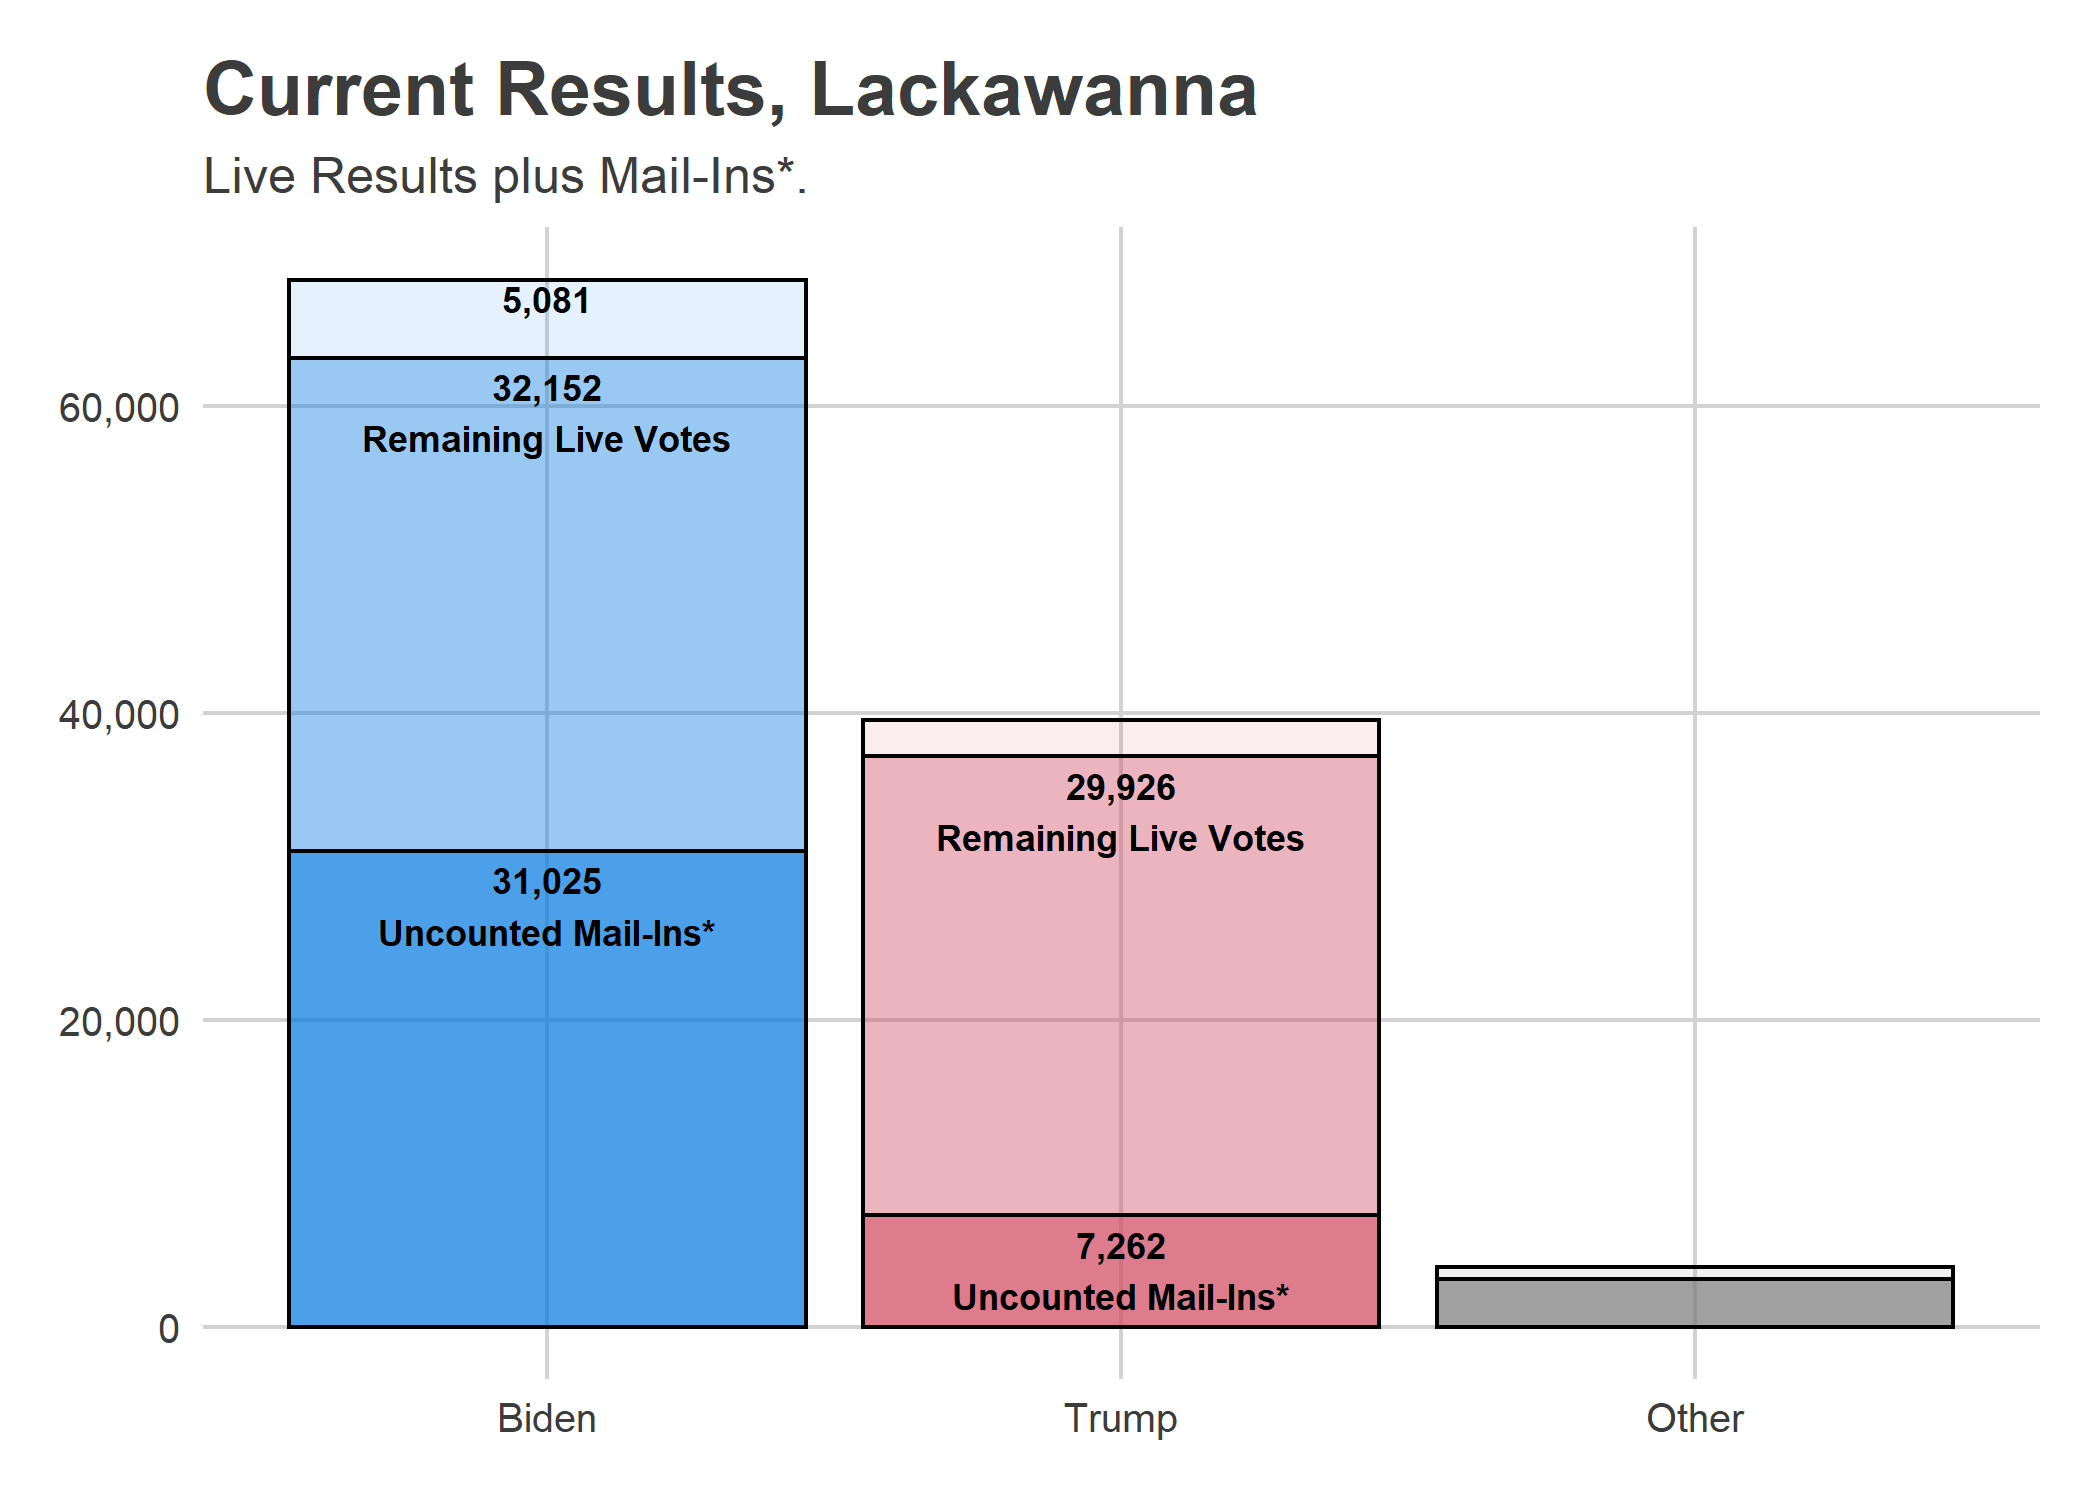 Current Results, Lackawanna
Live Results plus Mail-Ins*.
5,081
32,152
Remaining Live Votes
31,025
Uncounted Mail-Ins*
29,926
Remaining Live Votes
7,262
Uncounted Mail-Ins*
60,000
40,000
20,000
0
Biden
Trump
Other